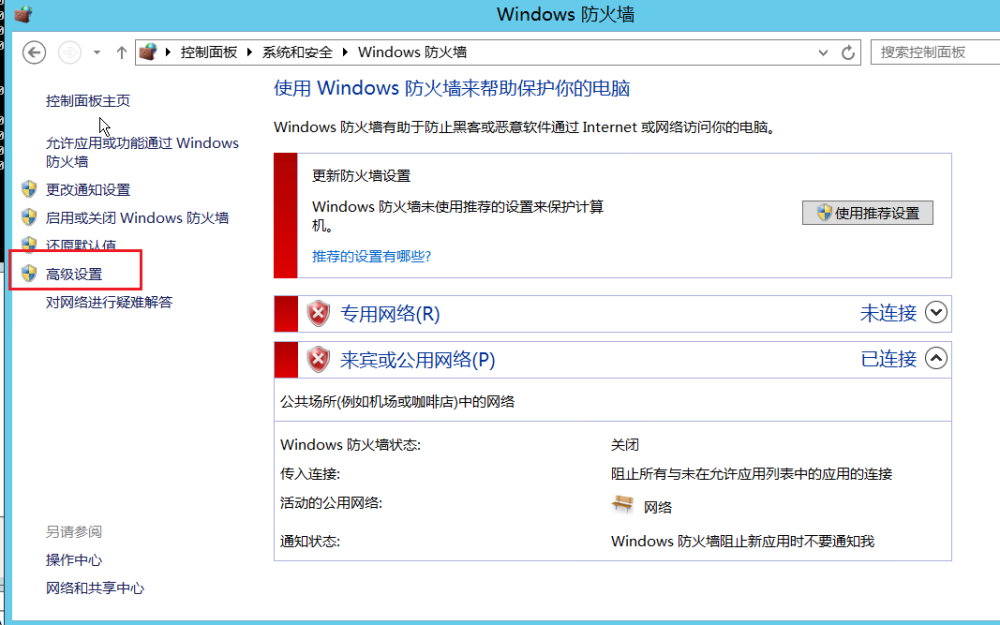 Windows 防火墙
控制面板 系统和安全 Windows 防火墙
搜索控制面板
控制面板主页
允许应用或功能通过 Windows
防火墙
更改通知设置
启用或关闭 Windows 防火墙
还原默认值
高级设置
对网络进行疑难解答
另请参阅
操作中心
网络和共享中心
使用 Windows 防火墙来帮助保护你的电脑
Windows 防火墙有助于防止黑客或恶意软件通过 Internet 或网络访问你的电脑。
更新防火墙设置
Windows 防火墙未使用推荐的设置来保护计算
机。
使用推荐设置
推荐的设置有哪些?
专用网络(R) 未连接
来宾或公用网络(P) 已连接
公共场所(例如机场或咖啡店)中的网络
Windows 防火墙状态: 关闭
传入连接: 阻止所有与未在允许应用列表中的应用的连接
活动的公用网络: 网络
通知状态: Windows 防火墙阻止新应用时不要通知我